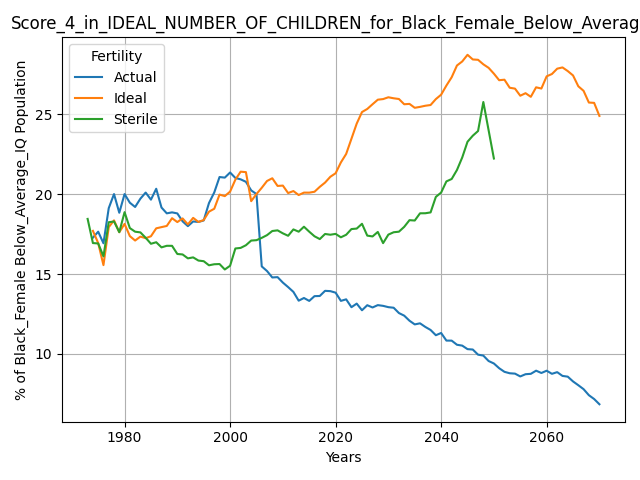 Score_4_in_IDEAL_NUMBER_OF_CHILDREN_for_Black_Female_Below_Averag
Fertility
Actual
Ideal
Sterile
% of Black_Female Below_Average_IQ Population
25
20
15
10
1980
2000
2020
2040
2060
Years